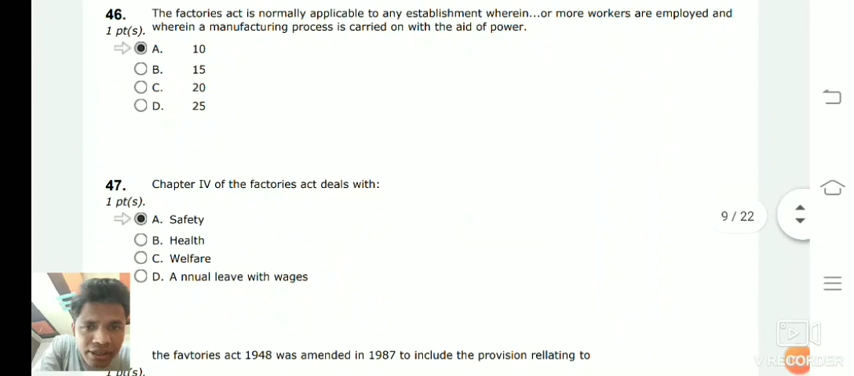 46. The factories act is normally applicable to any establishment wherein...or more workers are employed and
1 pt(s). wherein a manufacturing process is carried on with the aid of power.
A. 10
B. 15
C. 20
D. 25
47. Chapter IV of the factories act deals with:
1 pt(s).
A. Safety
9 / 22
B. Health
C. Welfare
D. A nnual leave with wages
the favtories act 1948 was amended in 1987 to include the provision rellating to
1 pt(s).
VRECORDER